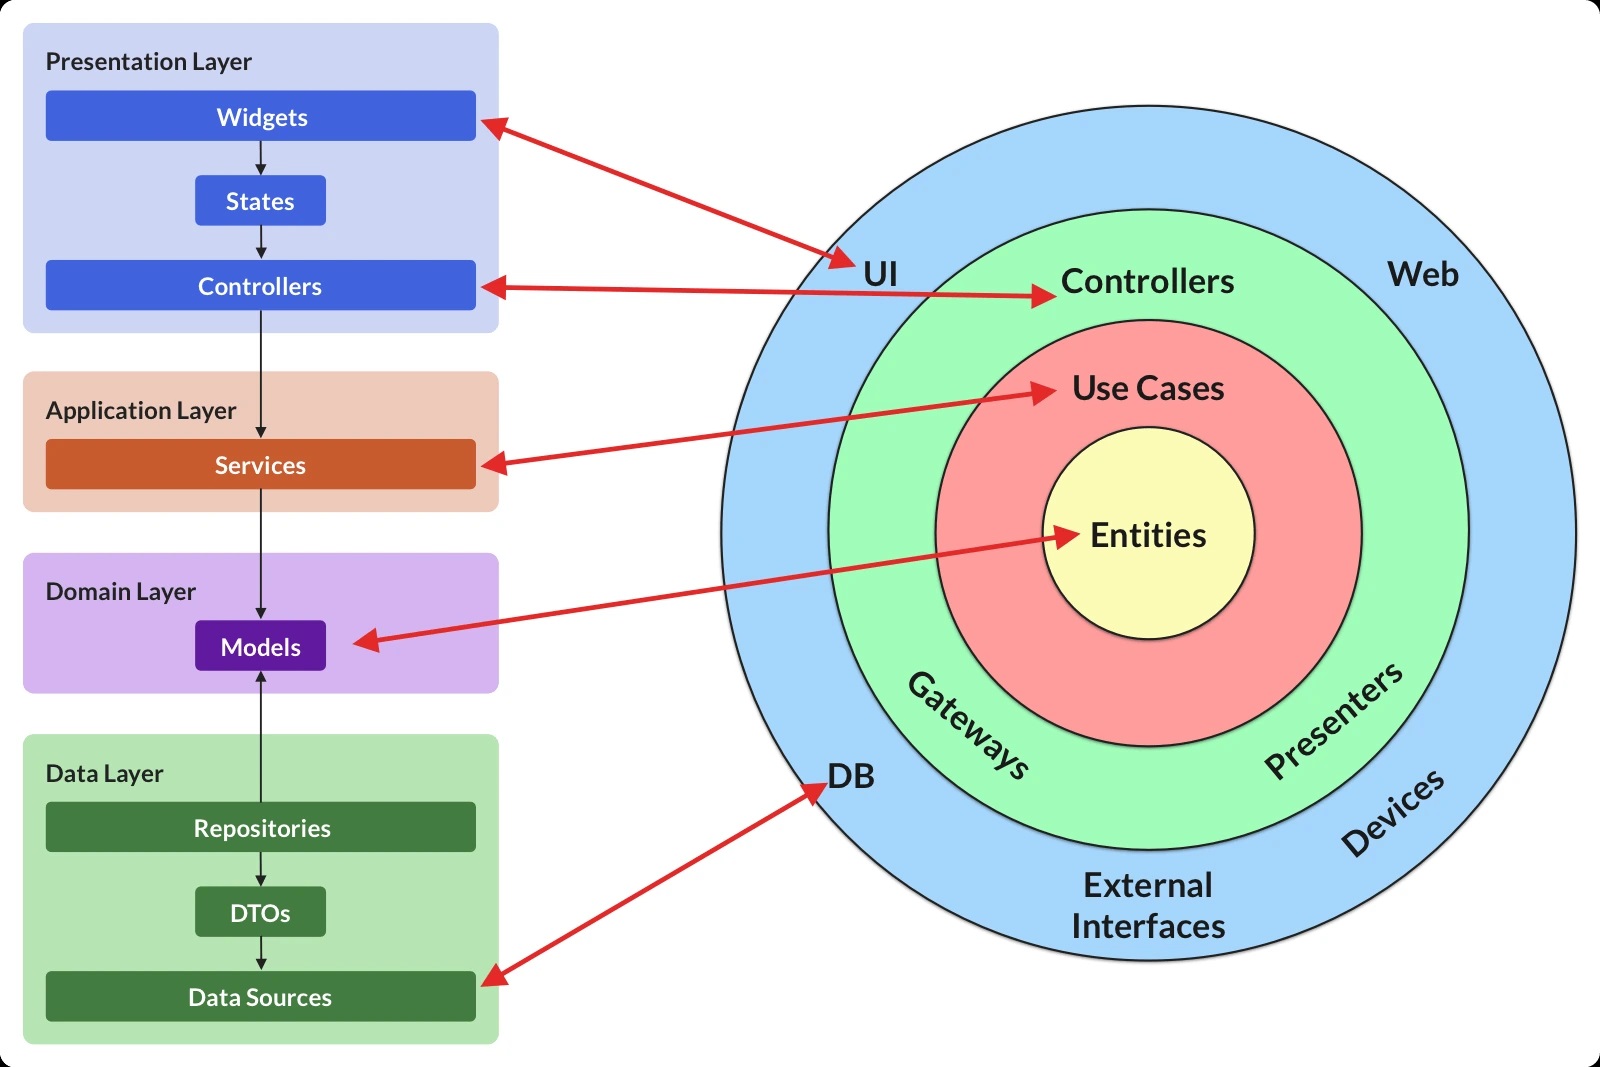 Presentation Layer
Widgets
States
Controllers
Application Layer
Services
Domain Layer
Models
Data Layer
Repositories
DTOs
Data Sources
UI
Web
Controllers
Use Cases
Entities
Gateways
Presenters
DB
Devices
External
Interfaces